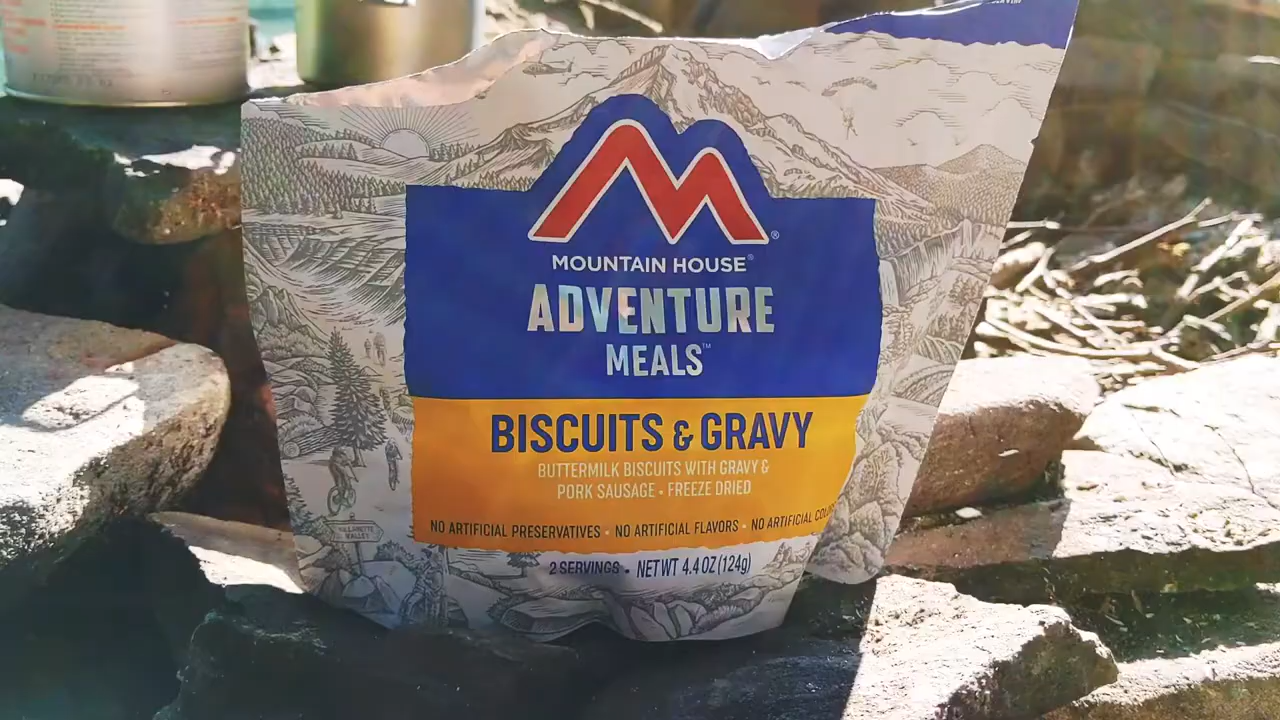 MOUNTAIN HOUSE®
ADVENTURE
MEALS™
BISCUITS & GRAVY
BUTTERMILK BISCUITS WITH GRAVY &
PORK SAUSAGE • FREEZE DRIED
NO ARTIFICIAL PRESERVATIVES • NO ARTIFICIAL FLAVORS • NO ARTIFICIAL
2 SERVINGS • NET WT 4.4 OZ (124g)